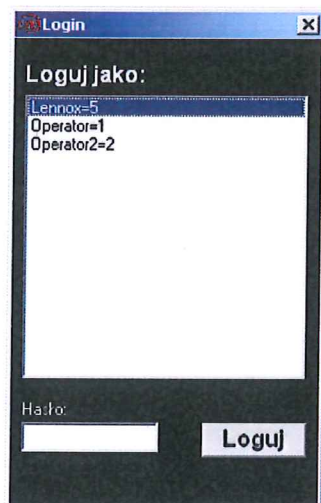 Login
Loguj jako:
Lennox=5
Operator=1
Operator2=2
Hasło:
Loguj